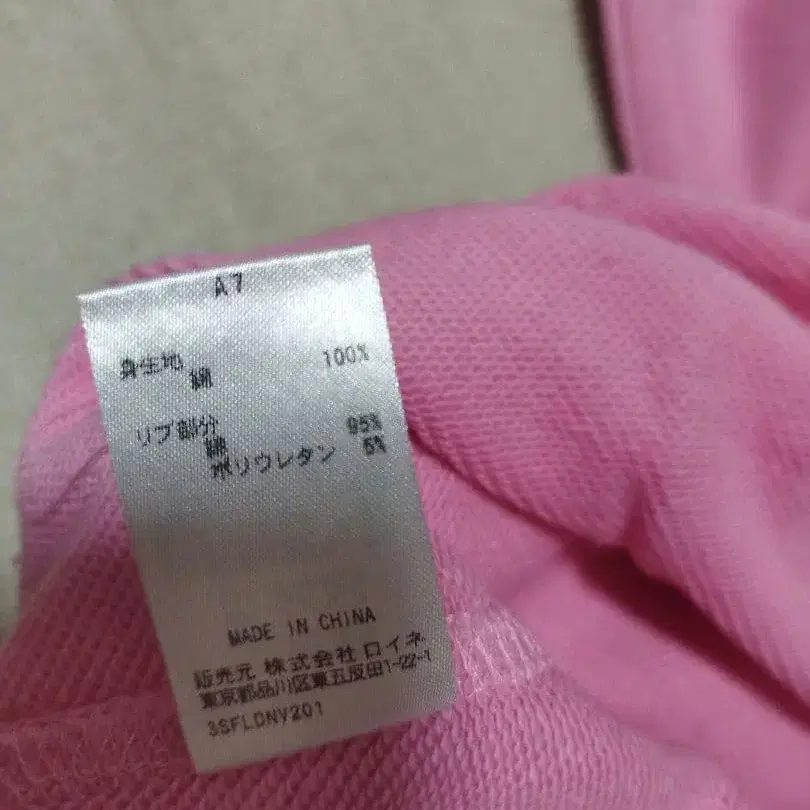 A7
身生地 100%
綿
リブ部分 95%
綿 5%
ポリウレタン
MADE IN CHINA
販売元 株式会社 ロイネ
東京都品川区東五反田1-22-1
3SFLDNV201